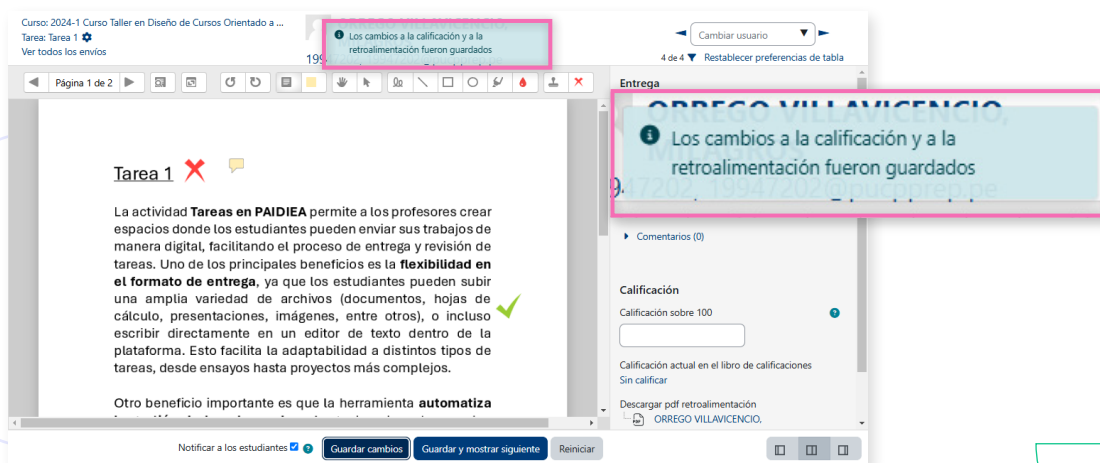 Curso: 2024-1 Curso Taller en Diseño de Cursos Orientado a ...
Tarea: Tarea 1
Ver todos los envíos
Los cambios a la calificación y a la
retroalimentación fueron guardados
Cambiar usuario
4 de 4 Restablecer preferencias de tabla
Página 1 de 2
Entrega
ORREGO VILLAVICENCIO,
MILAGROS
Los cambios a la calificación y a la
retroalimentación fueron guardados
947202, 19947202@pucpprep.pe
Comentarios (0)
Tarea 1
La actividad Tareas en PAIDIEA permite a los profesores crear
espacios donde los estudiantes pueden enviar sus trabajos de
manera digital, facilitando el proceso de entrega y revisión de
tareas. Uno de los principales beneficios es la flexibilidad en
el formato de entrega, ya que los estudiantes pueden subir
una amplia variedad de archivos (documentos, hojas de
cálculo, presentaciones, imágenes, entre otros), o incluso
escribir directamente en un editor de texto dentro de la
plataforma. Esto facilita la adaptabilidad a distintos tipos de
tareas, desde ensayos hasta proyectos más complejos.
Otro beneficio importante es que la herramienta automatiza
Calificación
Calificación sobre 100
Calificación actual en el libro de calificaciones
Sin calificar
Descargar pdf retroalimentación
ORREGO VILLAVICENCIO,
Notificar a los estudiantes
Guardar cambios
Guardar y mostrar siguiente
Reiniciar